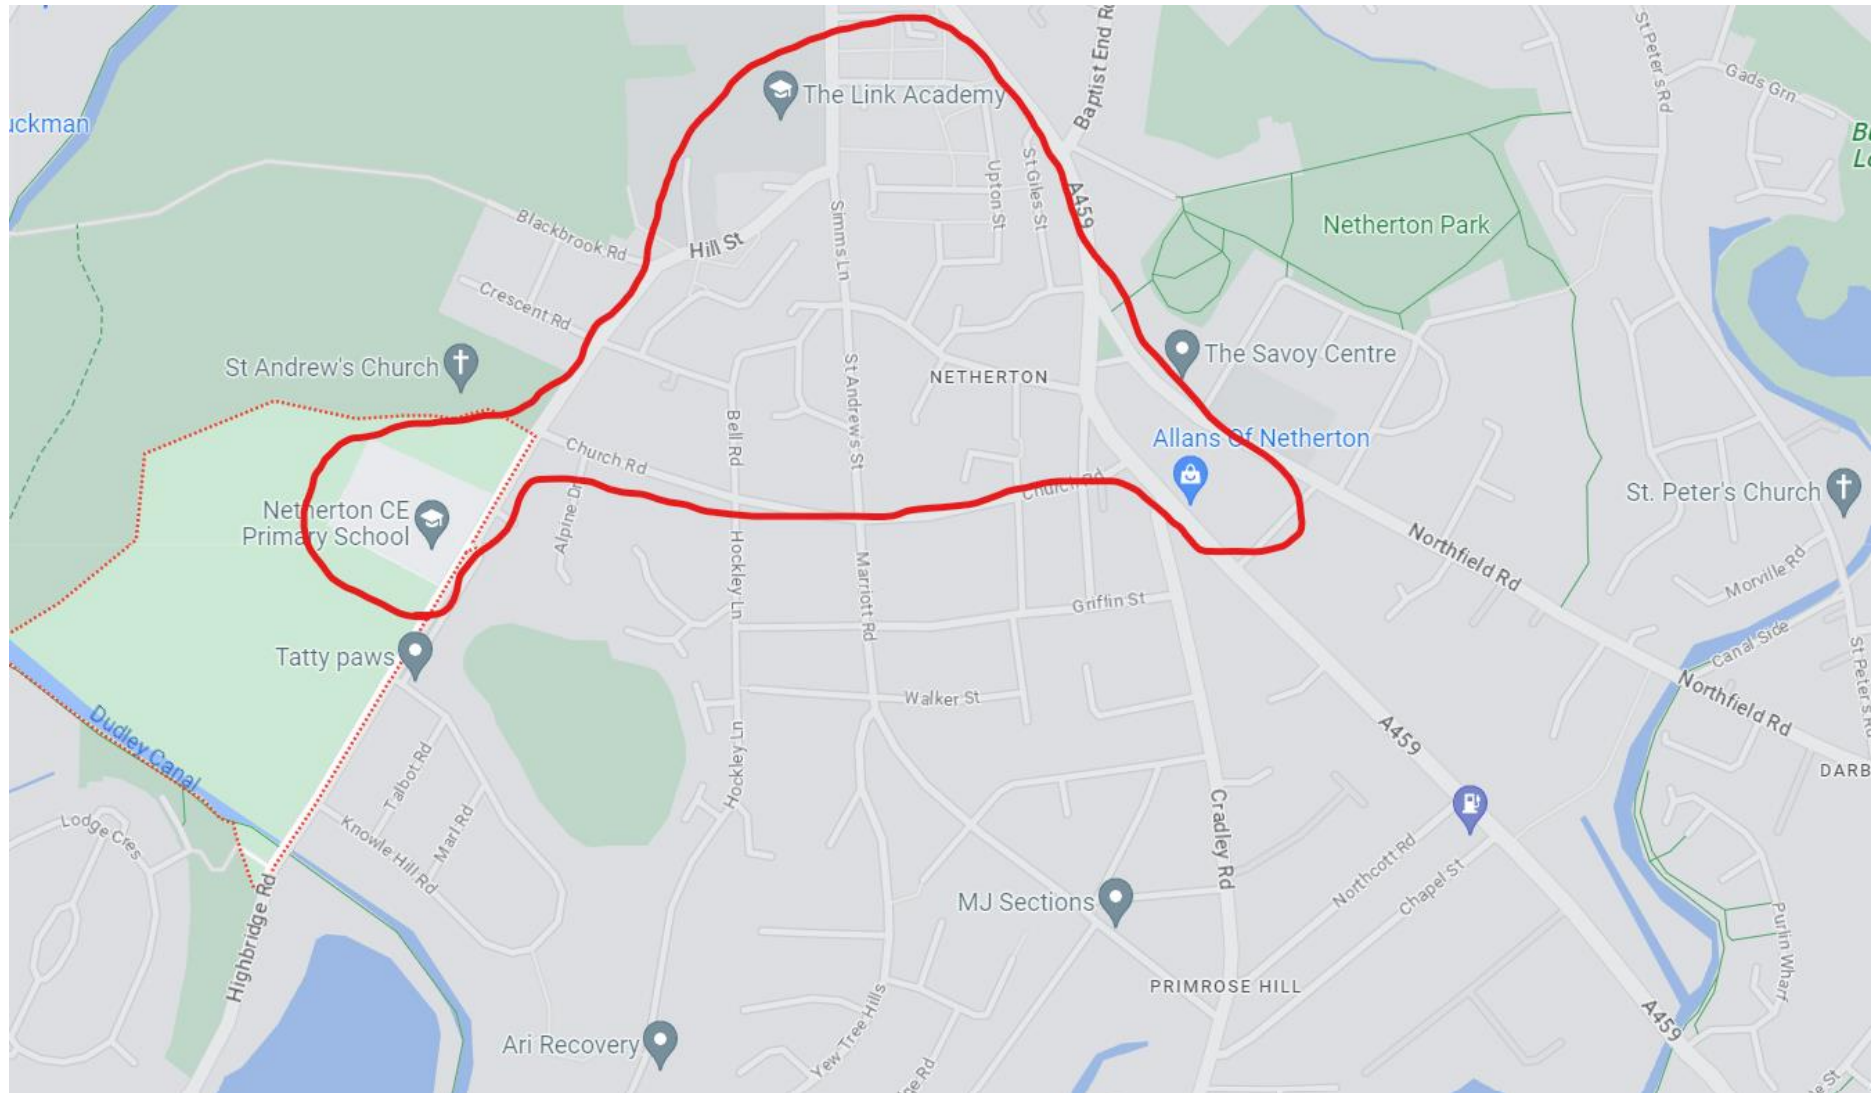 St Peter's Rd
Baptist End Rd
Gads Grn
The Link Academy
uckman
Upton St
St Giles St
A459
Netherton Park
Blackbrook Rd
Hill St
Simms Ln
Crescent Rd
St Andrew's Church
The Savoy Centre
NETHERTON
St Andrew's St
Bell Rd
Allans Of Netherton
Church Rd
Church Rd
St. Peter's Church
Netherton CE
Primary School
Alpine Dr
Hockley Ln
Marriott Rd
Northfield Rd
Morville Rd
Griffin St
Canal Side
St Peter's Rd
Tatty paws
Walker St
Northfield Rd
Dudley Canal
Hockley Ln
A459
DARB
Talbot Rd
Lodge Cres
Knowle Hill Rd
Marl Rd
Cradley Rd
Northcott Rd
Chapel St
Highbridge Rd
MJ Sections
Purlin Wharf
PRIMROSE HILL
Ari Recovery
Yew Tree Hills
A459